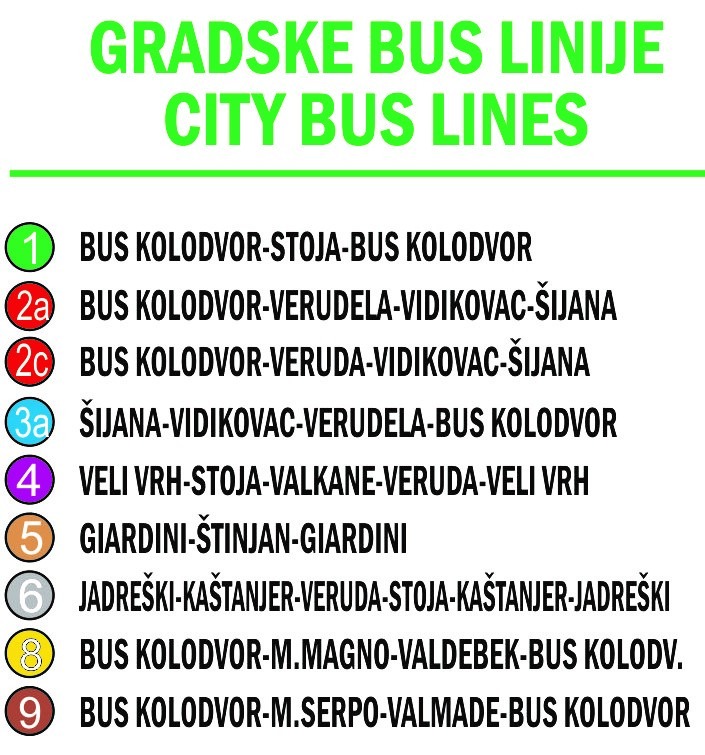 GRADSKE BUS LINIJE
CITY BUS LINES
1 BUS KOLODVOR-STOJA-BUS KOLODVOR
2a BUS KOLODVOR-VERUDELA-VIDIKOVAC-ŠIJANA
2c BUS KOLODVOR-VERUDA-VIDIKOVAC-ŠIJANA
3a ŠIJANA-VIDIKOVAC-VERUDELA-BUS KOLODVOR
4 VELI VRH-STOJA-VALKANE-VERUDA-VELI VRH
5 GIARDINI-ŠTINJAN-GIARDINI
6 JADREŠKI-KAŠTANJER-VERUDA-STOJA-KAŠTANJER-JADREŠKI
8 BUS KOLODVOR-M.MAGNO-VALDEBEK-BUS KOLODV.
9 BUS KOLODVOR-M.SERPO-VALMADE-BUS KOLODVOR